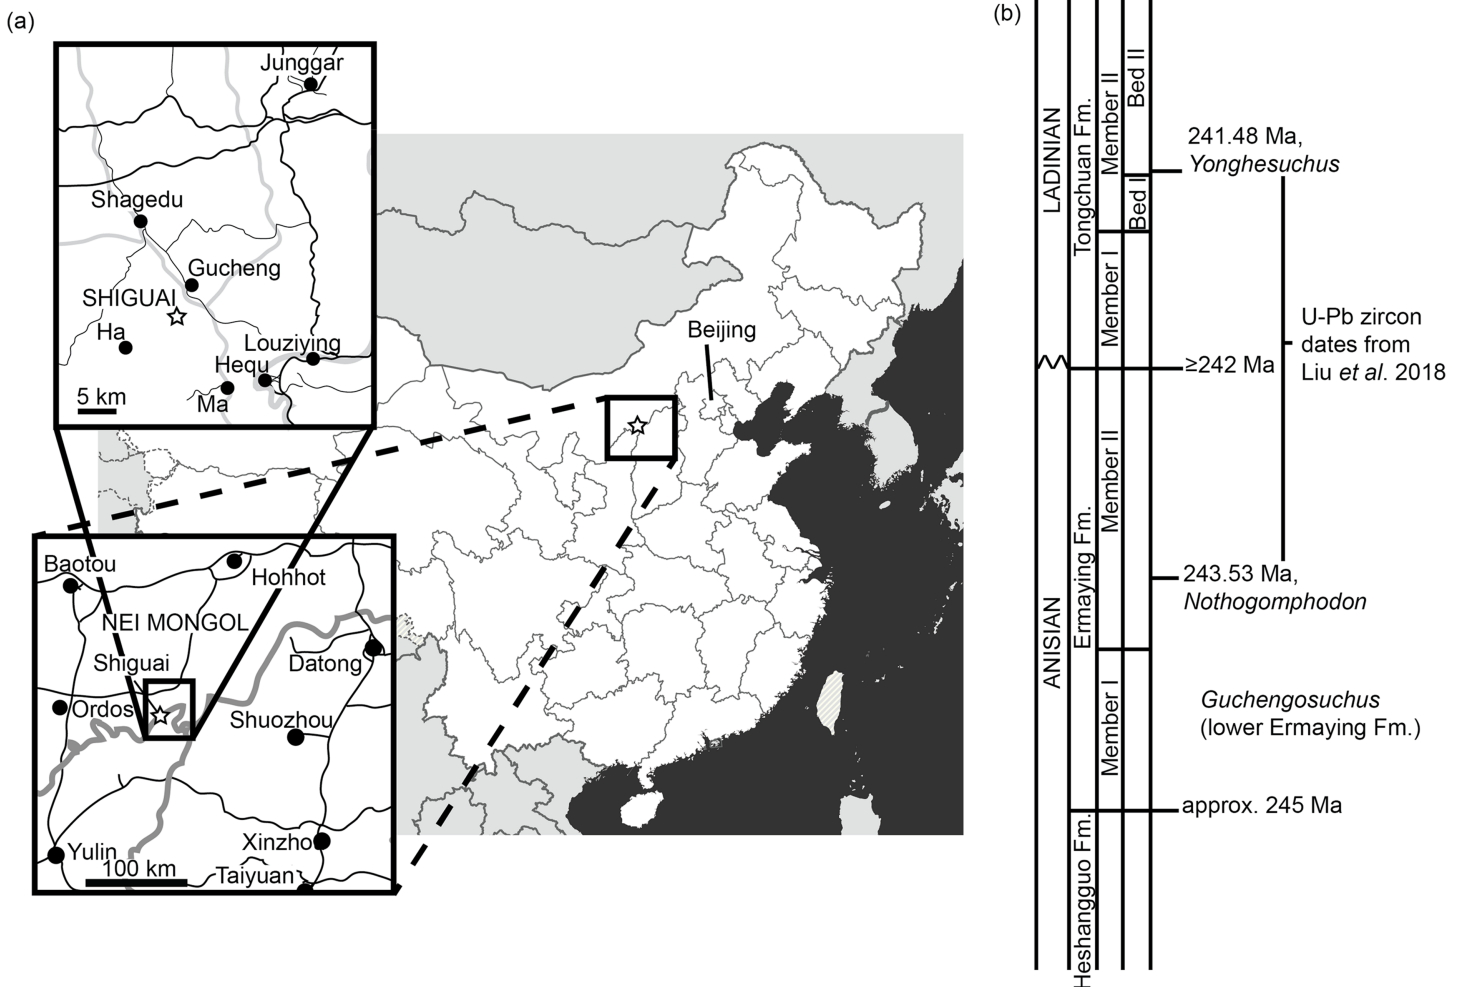 (a)
Junggar
Shagedu
Gucheng
SHIGUAI
Ha
Louziying
Hequ
Ma
5 km
Beijing
Baotou
Hohhot
NEI MONGOL
Shiguai
Datong
Ordos
Shuozhou
Xinzho
Yulin
100 km
Taiyuan
(b)
LADINIAN
ANISIAN
Tongchuan Fm.
Ermaying Fm.
Heshangguo Fm.
Member II
Member I
Member II
Member I
Bed II
Bed I
241.48 Ma,
Yonghesuchus
U-Pb zircon
dates from
Liu et al. 2018
≥242 Ma
243.53 Ma,
Nothogomphodon
Guchengosuchus
(lower Ermaying Fm.)
approx. 245 Ma